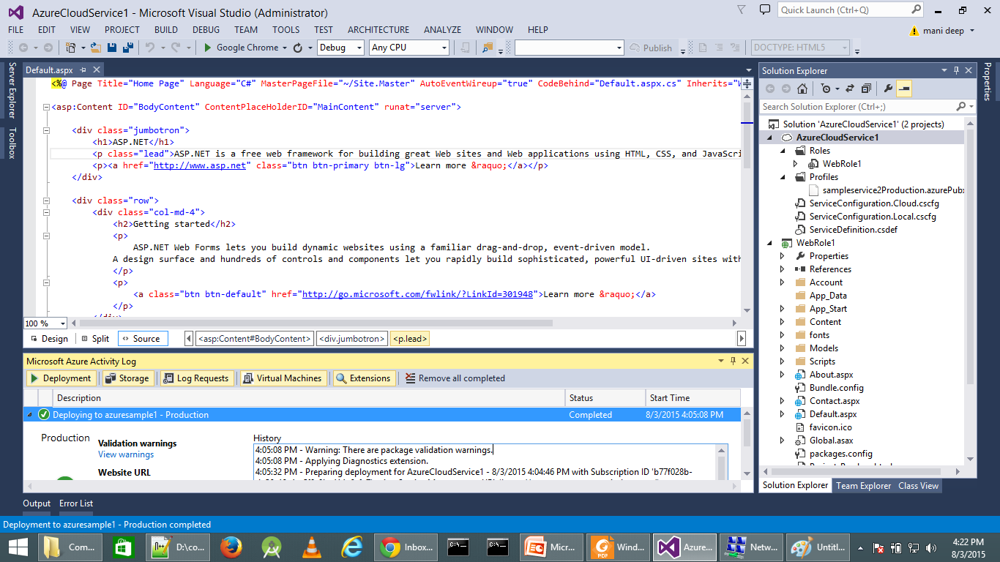 AzureCloudService1 - Microsoft Visual Studio (Administrator)
Quick Launch (Ctrl+Q)
FILE EDIT VIEW PROJECT BUILD DEBUG TEAM TOOLS TEST ARCHITECTURE ANALYZE WINDOW HELP
mani deep
Google Chrome Debug Any CPU Publish DOCTYPE: HTML5
Server Explorer
Toolbox
Default.aspx
<%@ Page Title="Home Page" Language="C#" MasterPageFile="~/Site.Master" AutoEventWireup="true" CodeBehind="Default.aspx.cs" Inherits="
<asp:Content ID="BodyContent" ContentPlaceHolderID="MainContent" runat="server">
<div class="jumbotron">
<h1>ASP.NET</h1>
<p class="lead">ASP.NET is a free web framework for building great Web sites and Web applications using HTML, CSS, and JavaScri
<p><a href="http://www.asp.net" class="btn btn-primary btn-lg">Learn more &raquo;</a></p>
</div>
<div class="row">
<div class="col-md-4">
<h2>Getting started</h2>
<p>
ASP.NET Web Forms lets you build dynamic websites using a familiar drag-and-drop, event-driven model.
A design surface and hundreds of controls and components let you rapidly build sophisticated, powerful UI-driven sites with
</p>
<p>
<a class="btn btn-default" href="http://go.microsoft.com/fwlink/?LinkId=301948">Learn more &raquo;</a>
</p>
</div>
100 %
Design Split Source <asp:Content#BodyContent> <div.jumbotron> <p.lead>
Microsoft Azure Activity Log
Deployment Storage Log Requests Virtual Machines Extensions Remove all completed
Description Status Start Time
Deploying to azuresample1 - Production Completed 8/3/2015 4:05:08 PM
Production
Validation warnings
View warnings
Website URL
History
4:05:08 PM - Warning: There are package validation warnings.
4:05:08 PM - Applying Diagnostics extension.
4:05:32 PM - Preparing deployment for AzureCloudService1 - 8/3/2015 4:04:46 PM with Subscription ID 'b77f028b-
Output Error List
Deployment to azuresample1 - Production completed
Solution Explorer
Search Solution Explorer (Ctrl+;)
Solution 'AzureCloudService1' (2 projects)
AzureCloudService1
Roles
WebRole1
Profiles
sampleservice2Production.azurePub
ServiceConfiguration.Cloud.cscfg
ServiceConfiguration.Local.cscfg
ServiceDefinition.csdef
WebRole1
Properties
References
Account
App_Data
App_Start
Content
fonts
Models
Scripts
About.aspx
Bundle.config
Contact.aspx
Default.aspx
favicon.ico
Global.asax
packages.config
Solution Explorer Team Explorer Class View
Properties
Com... D:\co... Inbox... C:\_ C:\_ Micr... Wind... PDF Azure... Netw... Untitl...
4:22 PM
8/3/2015